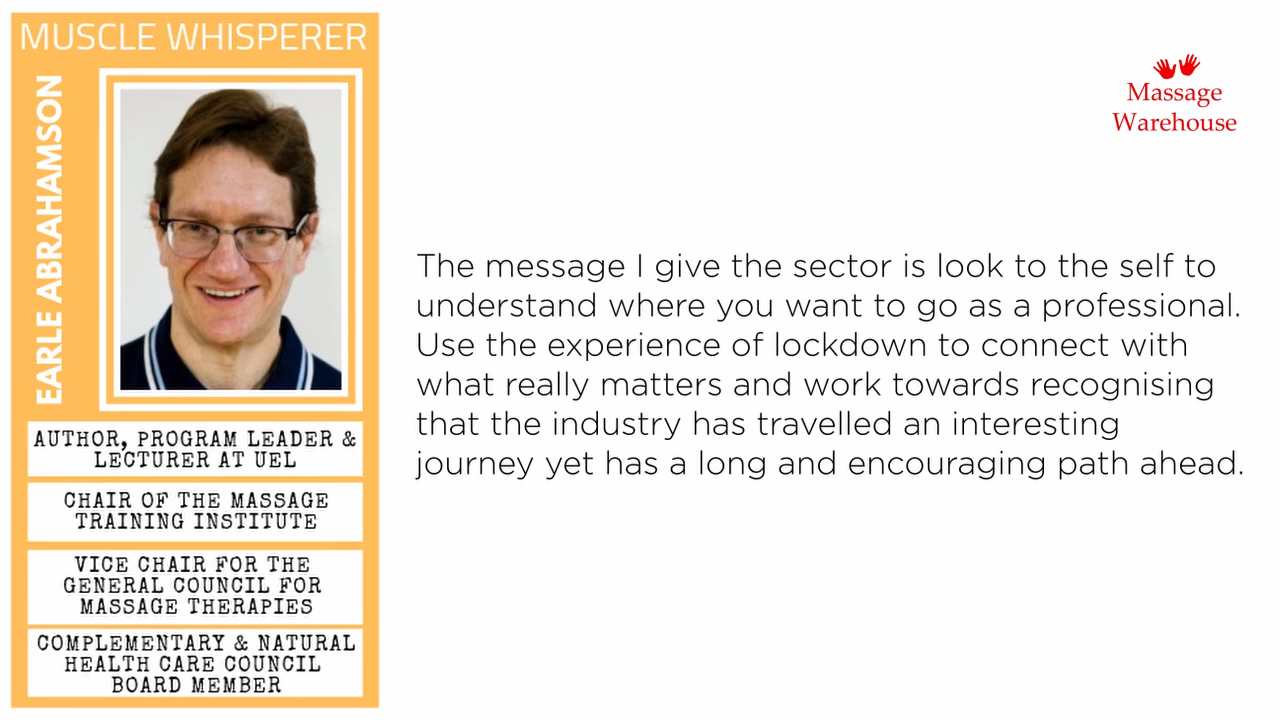 MUSCLE WHISPERER
EARLE ABRAHAMSON
AUTHOR, PROGRAM LEADER &
LECTURER AT UEL
CHAIR OF THE MASSAGE
TRAINING INSTITUTE
VICE CHAIR FOR THE
GENERAL COUNCIL FOR
MASSAGE THERAPIES
COMPLEMENTARY & NATURAL
HEALTH CARE COUNCIL
BOARD MEMBER
Massage
Warehouse
The message I give the sector is look to the self to
understand where you want to go as a professional.
Use the experience of lockdown to connect with
what really matters and work towards recognising
that the industry has travelled an interesting
journey yet has a long and encouraging path ahead.